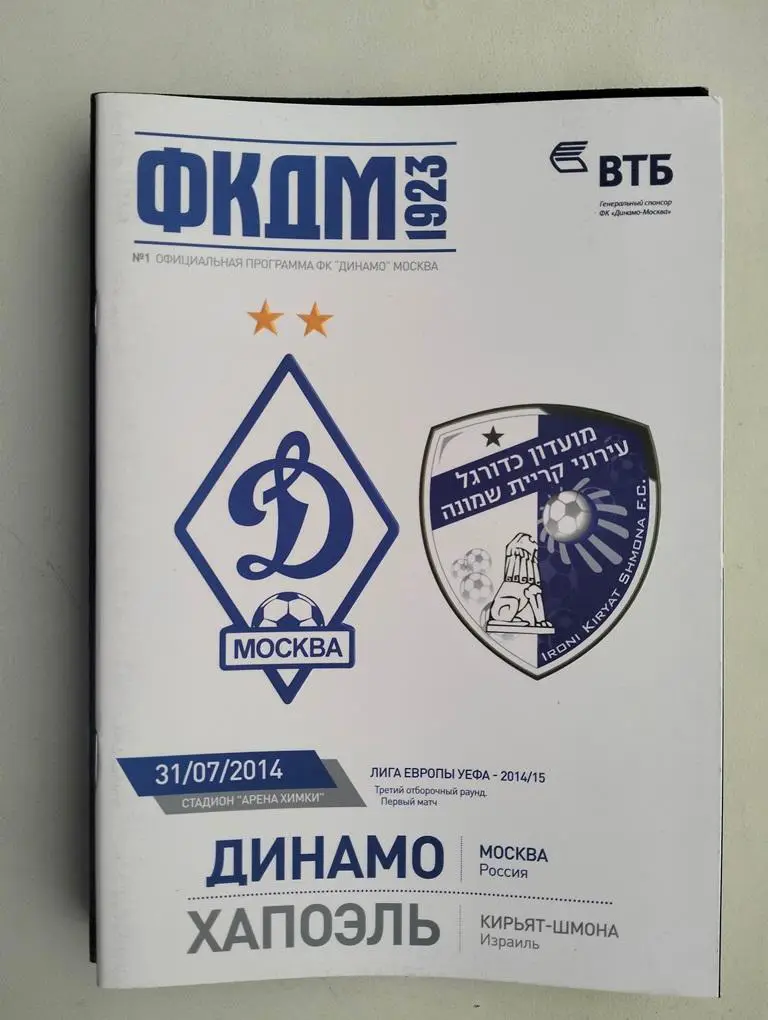 ФКДМ 1923
ВТБ
Генеральный спонсор
ФК «Динамо-Москва»
№1 ОФИЦИАЛЬНАЯ ПРОГРАММА ФК "ДИНАМО" МОСКВА
Д
МОСКВА
מועדון כדורגל
עירוני קריית שמונה
IRONI KIRYAT SHMONA F.C.
31/07/2014
СТАДИОН "АРЕНА ХИМКИ"
ЛИГА ЕВРОПЫ УЕФА - 2014/15
Третий отборочный раунд.
Первый матч
ДИНАМО
МОСКВА
Россия
ХАПОЭЛЬ
КИРЬЯТ-ШМОНА
Израиль